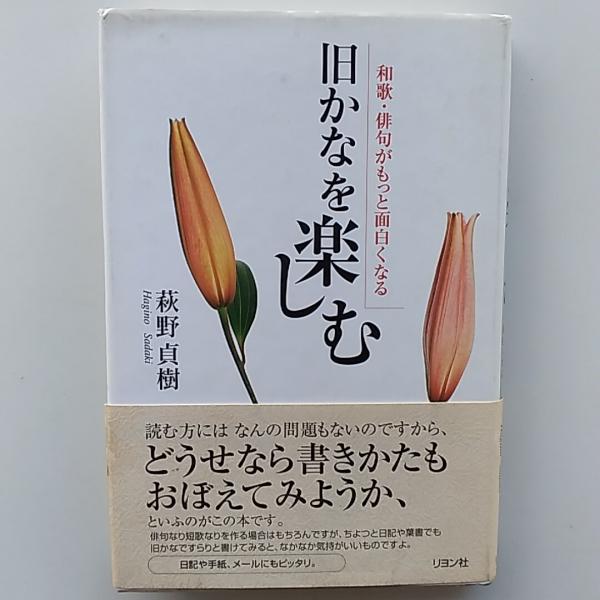 和歌・俳句がもっと面白くなる
旧かなを楽しむ
萩野貞樹
Hagino Sadaki
読む方には なんの問題もないのですから、
どうせなら書きかたも
おぼえてみようか、
といふのがこの本です。
俳句なり短歌なりを作る場合はもちろんですが、ちよつと日記や葉書でも
旧かなですらりと書けてみると、なかなか気持がいいものですよ。
日記や手紙、メールにもピッタリ。
リヨン社